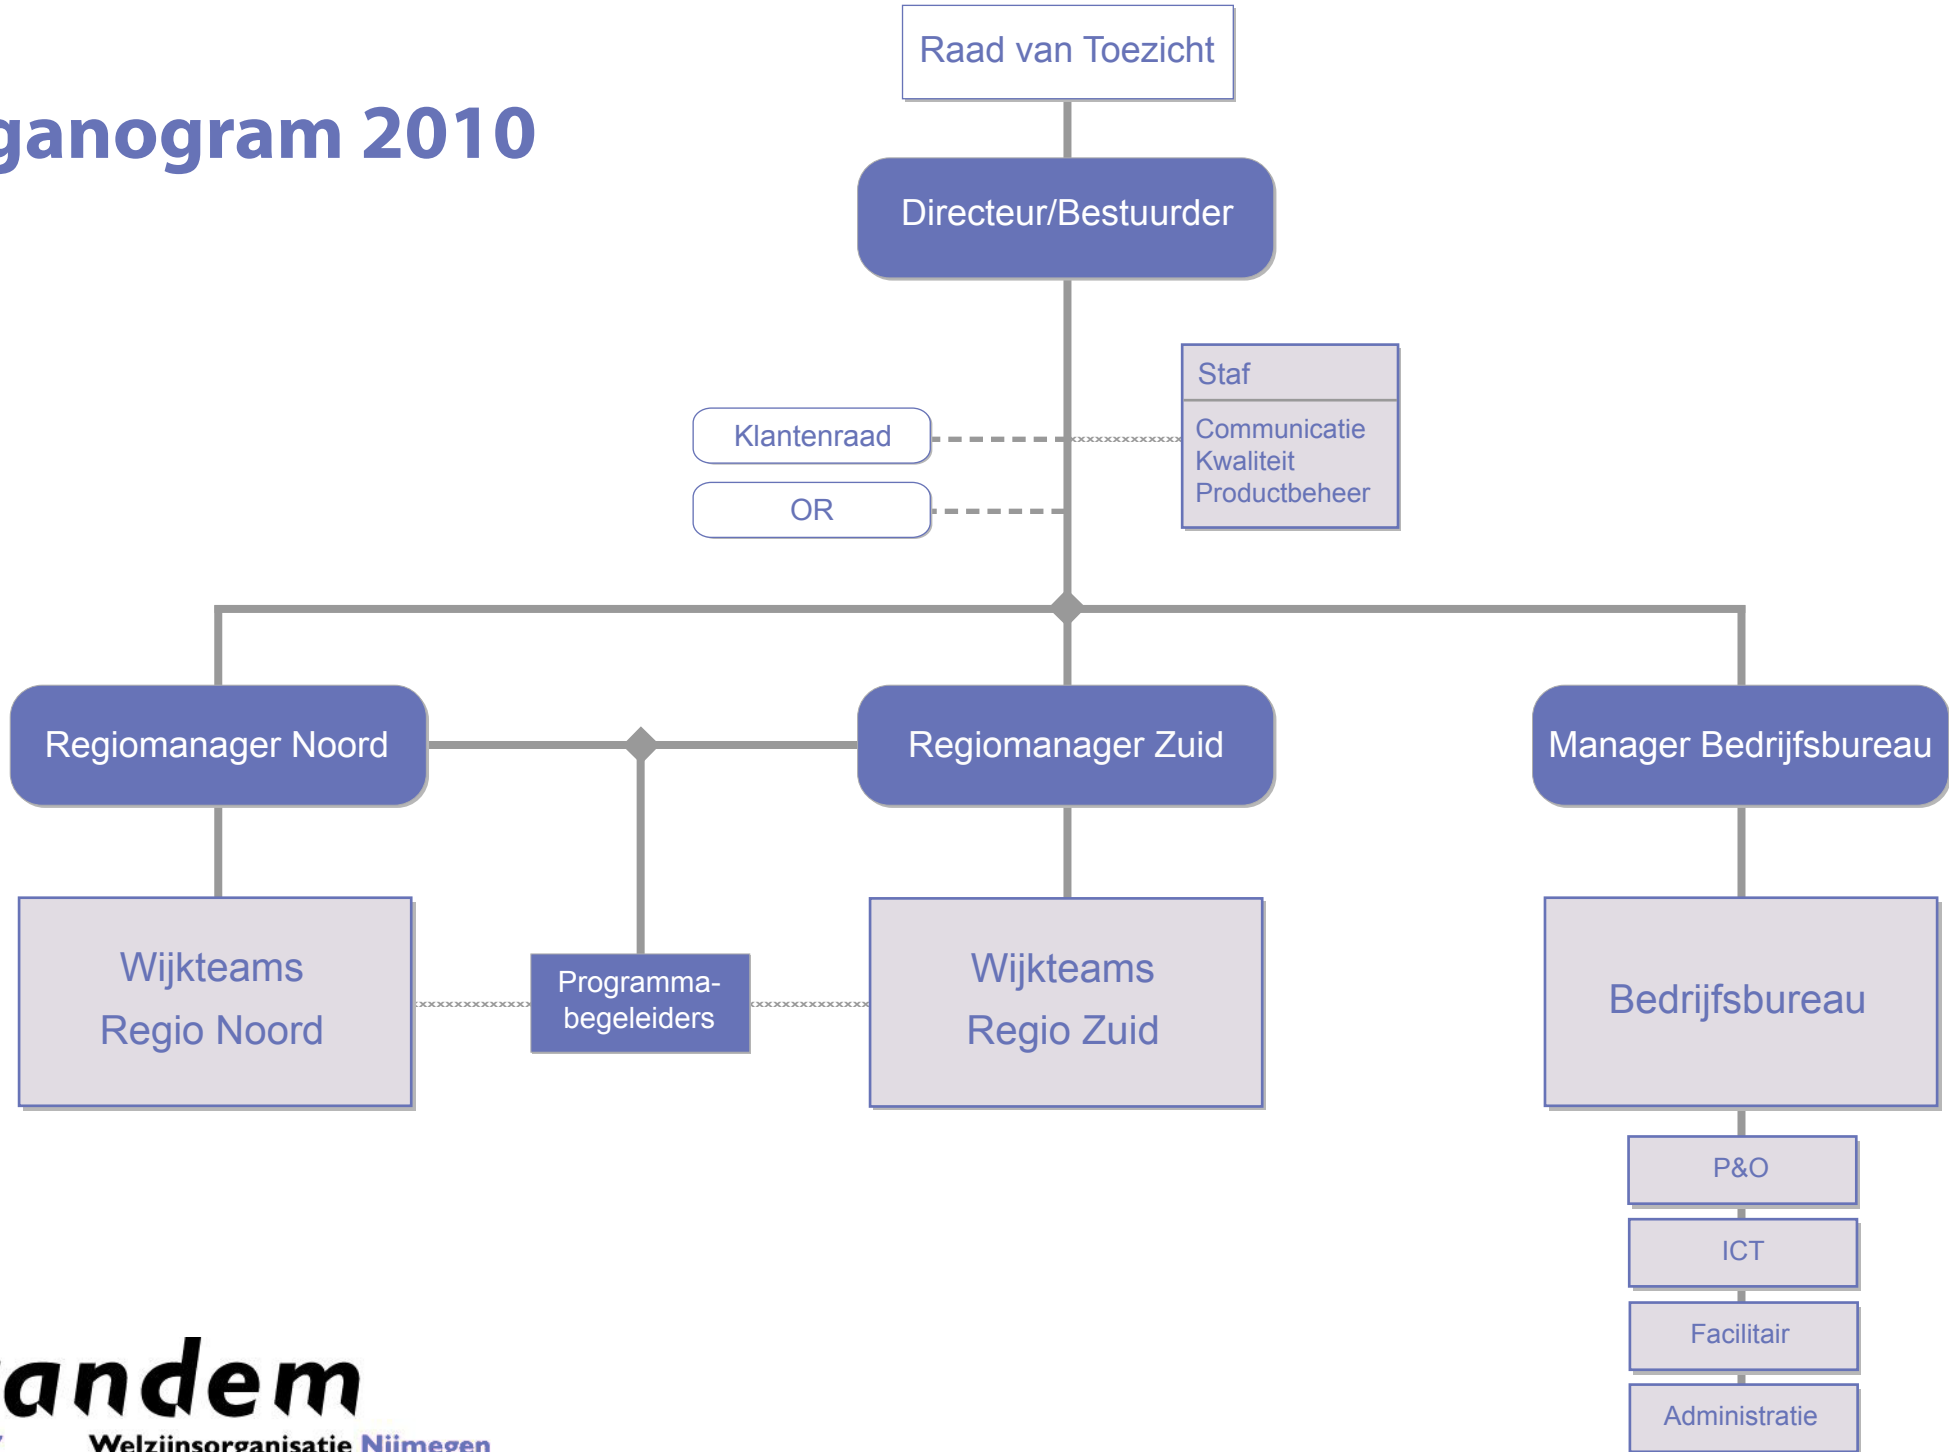 Raad van Toezicht
ganogram 2010
Directeur/Bestuurder
Staf
Communicatie
Kwaliteit
Productbeheer
Klantenraad
OR
Regiomanager Noord
Regiomanager Zuid
Manager Bedrijfsbureau
Wijkteams
Regio Noord
Programma-
begeleiders
Wijkteams
Regio Zuid
Bedrijfsbureau
P&O
ICT
Facilitair
Administratie
andem
Welzijnsorganisatie Nijmegen